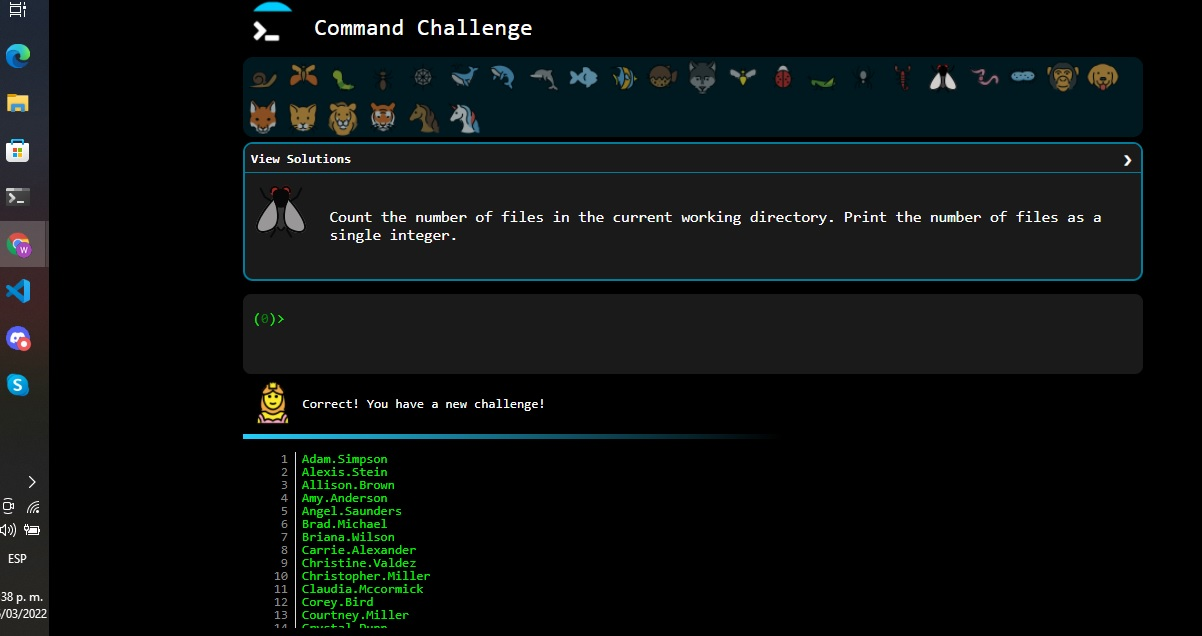 Command Challenge
View Solutions
Count the number of files in the current working directory. Print the number of files as a
single integer.
(0)>
Correct! You have a new challenge!
1 Adam.Simpson
2 Alexis.Stein
3 Allison.Brown
4 Amy.Anderson
5 Angel.Saunders
6 Brad.Michael
7 Briana.Wilson
8 Carrie.Alexander
9 Christine.Valdez
10 Christopher.Miller
11 Claudia.Mccormick
12 Corey.Bird
13 Courtney.Miller
14 Crystal.Dunn
W
S
ESP
38 p. m.
/03/2022